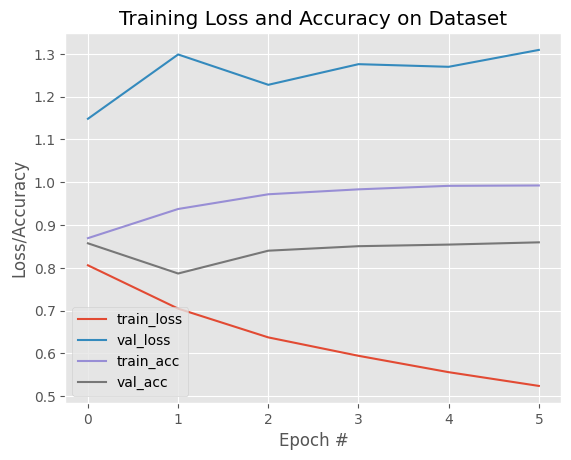 Training Loss and Accuracy on Dataset
1.3
1.2
1.1
1.0
0.9
0.8
0.7
0.6
0.5
Loss/Accuracy
train_loss
val_loss
train_acc
val_acc
0 1 2 3 4 5
Epoch #